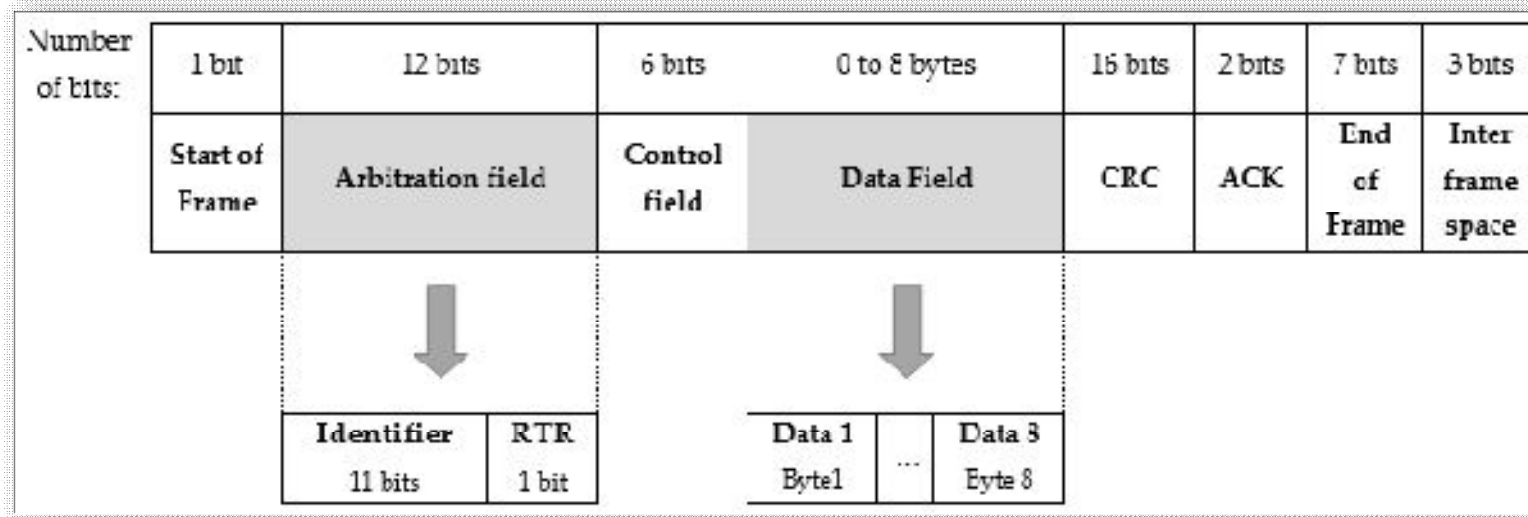 Number of bits:
1 bit
12 bits
6 bits
0 to 8 bytes
16 bits
2 bits
7 bits
3 bits
Start of Frame
Arbitration field
Control field
Data Field
CRC
ACK
End of Frame
Inter frame space
Identifier
11 bits
RTR
1 bit
Data 1
Byte1
...
Data 8
Byte 8